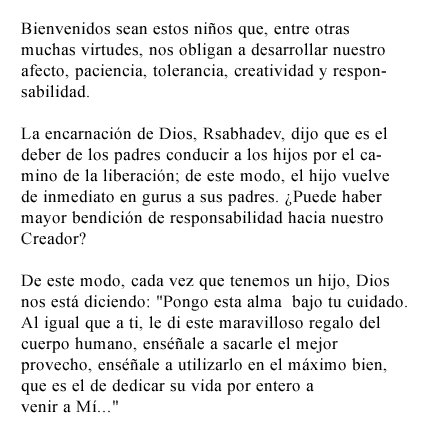 Bienvenidos sean estos niños que, entre otras
muchas virtudes, nos obligan a desarrollar nuestro
afecto, paciencia, tolerancia, creatividad y respon-
sabilidad.

La encarnación de Dios, Rsabhadev, dijo que es el
deber de los padres conducir a los hijos por el ca-
mino de la liberación; de este modo, el hijo vuelve
de inmediato en gurus a sus padres. ¿Puede haber
mayor bendición de responsabilidad hacia nuestro
Creador?

De este modo, cada vez que tenemos un hijo, Dios
nos está diciendo: "Pongo esta alma  bajo tu cuidado.
Al igual que a ti, le di este maravilloso regalo del
cuerpo humano, enséñale a sacarle el mejor
provecho, enséñale a utilizarlo en el máximo bien,
que es el de dedicar su vida por entero a
venir a Mí..."